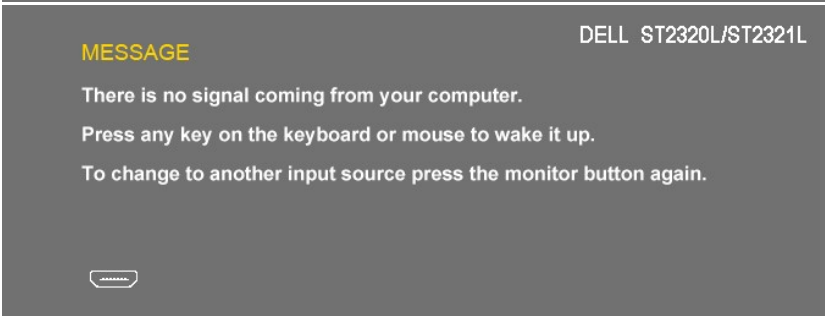 DELL ST2320L/ST2321L
MESSAGE
There is no signal coming from your computer.
Press any key on the keyboard or mouse to wake it up.
To change to another input source press the monitor button again.